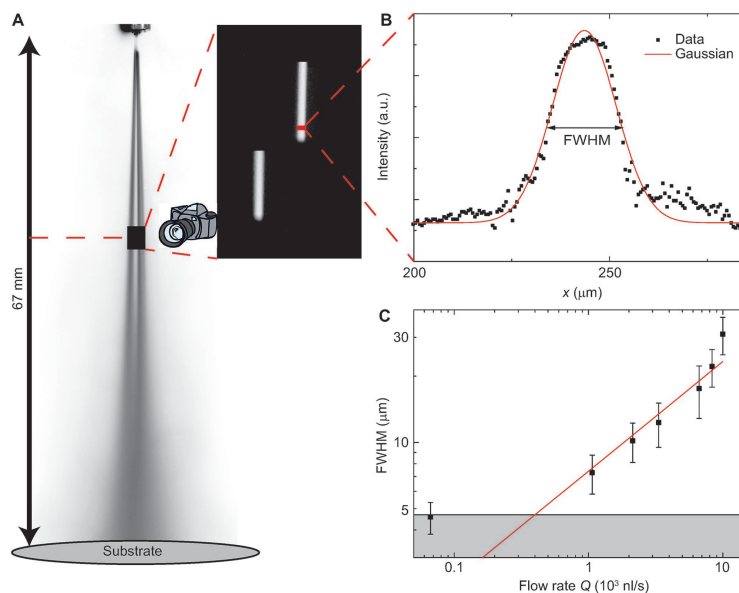 A
67 mm
Substrate
B
Intensity (a.u.)
Data
Gaussian
FWHM
200
250
x (μm)
C
FWHM (μm)
30
10
5
0.1
1
10
Flow rate Q (10³ nl/s)